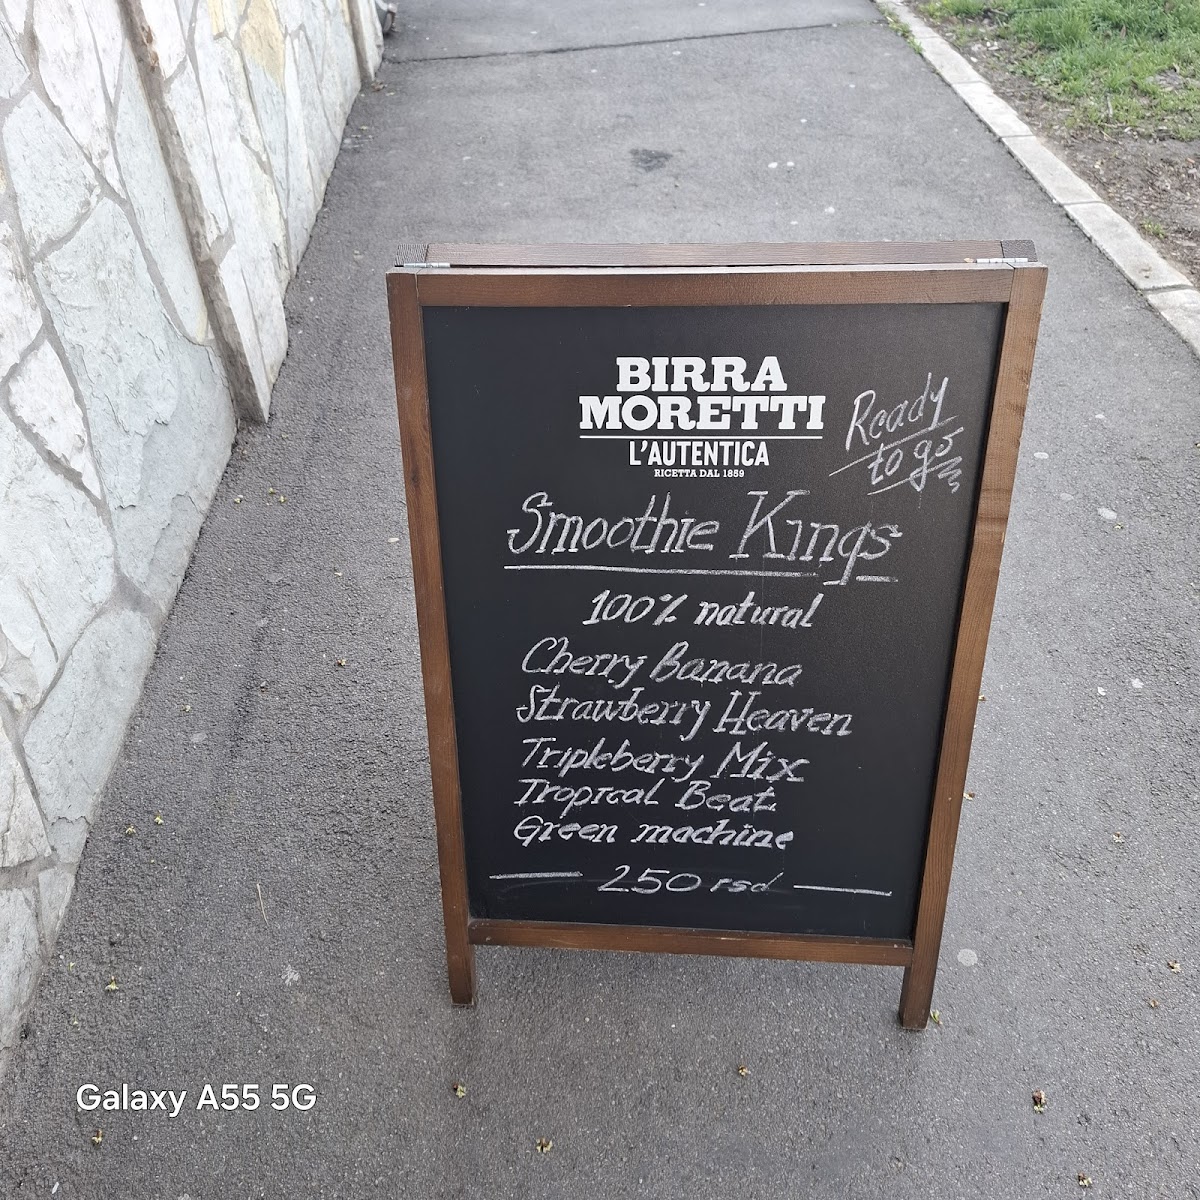 BIRRA
MORETTI
L'AUTENTICA
RICETTA DAL 1859
Ready
to go
Smoothie Kings
100% natural
Cherry Banana
Strawberry Heaven
Tripleberry Mix
Tropical Beat
Green machine
250 rsd
Galaxy A55 5G